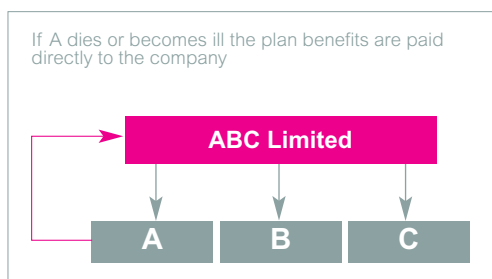 If A dies or becomes ill the plan benefits are paid
directly to the company
ABC Limited
A B C